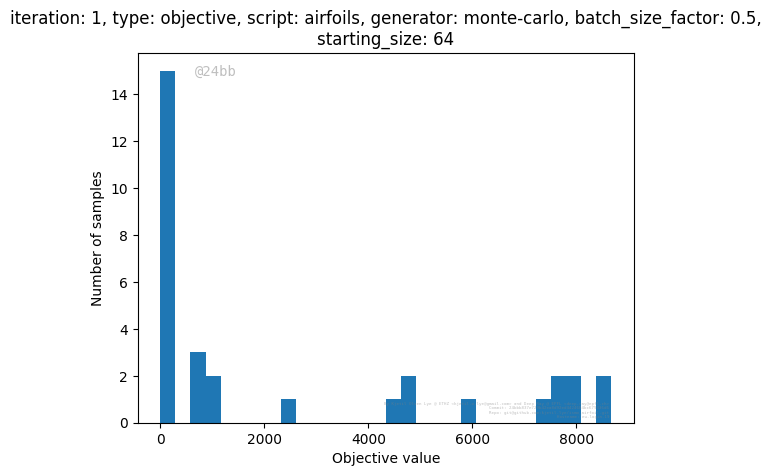 iteration: 1, type: objective, script: airfoils, generator: monte-carlo, batch_size_factor: 0.5,
starting_size: 64
@24bb
14
12
10
8
6
4
2
0
Number of samples
0 2000 4000 6000 8000
Objective value